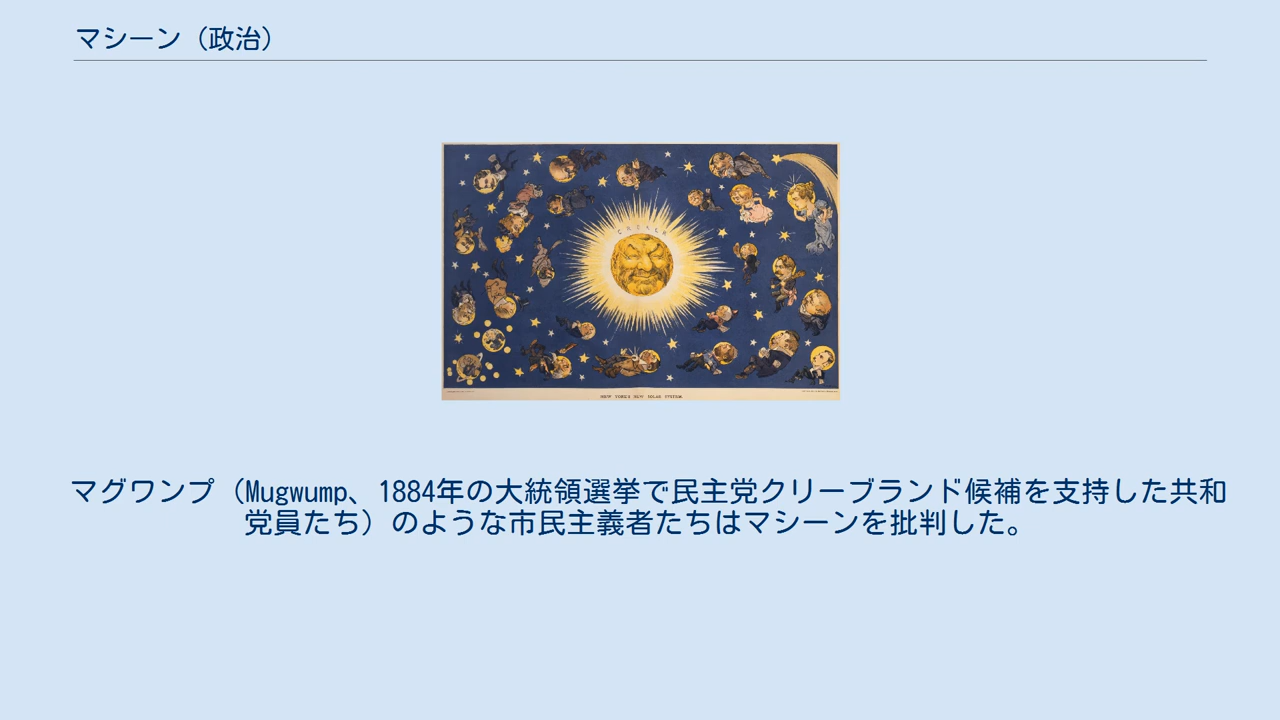 マシーン（政治）
CROKER
NEW YORK'S NEW SOLAR SYSTEM
マグワンプ（Mugwump、1884年の大統領選挙で民主党クリーブランド候補を支持した共和
党員たち）のような市民主義者たちはマシーンを批判した。